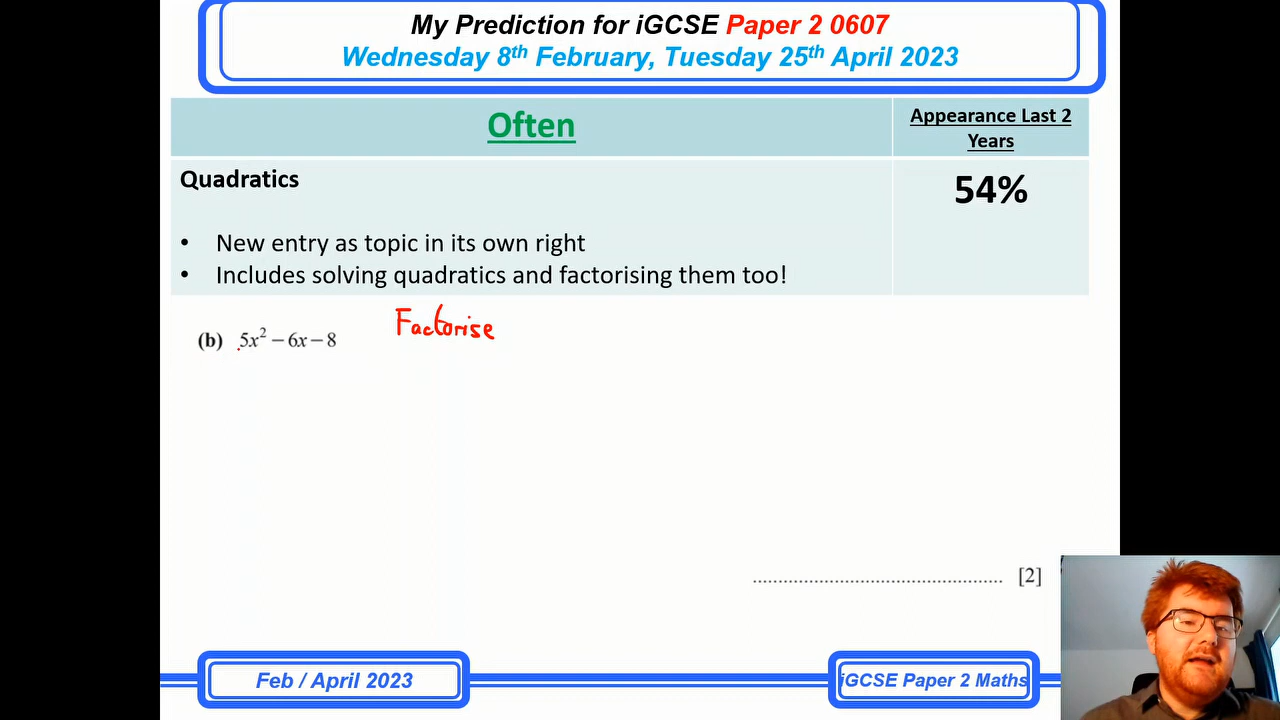 My Prediction for iGCSE Paper 2 0607
Wednesday 8th February, Tuesday 25th April 2023
Often
Appearance Last 2
Years
Quadratics
54%
• New entry as topic in its own right
• Includes solving quadratics and factorising them too!
Factorise
(b) 5x² − 6x − 8
.................................................. [2]
Feb / April 2023
iGCSE Paper 2 Maths